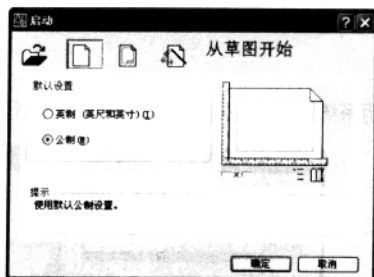 启动
从草图开始
默认设置
英制 (英尺和英寸)(I)
公制(M)
提示
使用默认公制设置。
确定
取消